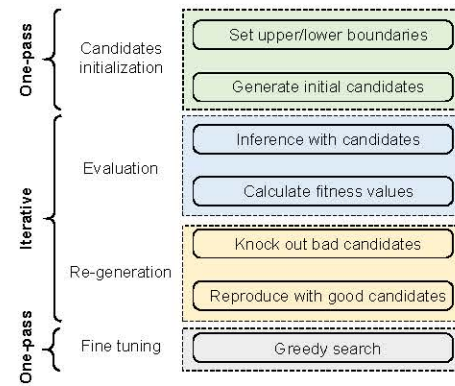 One-pass
Candidates
initialization
Set upper/lower boundaries
Generate initial candidates
Iterative
Evaluation
Inference with candidates
Calculate fitness values
Re-generation
Knock out bad candidates
Reproduce with good candidates
One-pass
Fine tuning
Greedy search